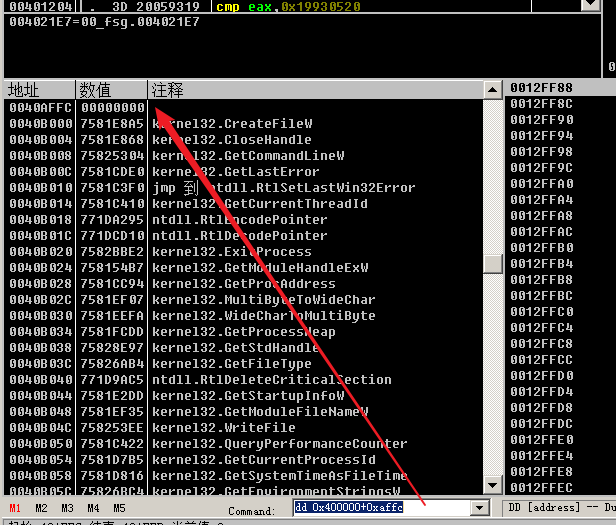 00401204 . 3D 20059319 cmp eax,0x19930520
004021E7=00_fsg.004021E7
地址 数值 注释
0040AFFC 00000000
0040B000 7581E8A5 kernel32.CreateFileW
0040B004 7581E868 kernel32.CloseHandle
0040B008 75825304 kernel32.GetCommandLineW
0040B00C 7581CDE0 kernel32.GetLastError
0040B010 7581C3F0 jmp 到 ntdll.RtlSetLastWin32Error
0040B014 7581C410 kernel32.GetCurrentThreadId
0040B018 771DA295 ntdll.RtlEncodePointer
0040B01C 771DCD10 ntdll.RtlDecodePointer
0040B020 7582BBE2 kernel32.ExitProcess
0040B024 758154B7 kernel32.GetModuleHandleExW
0040B028 7581CC94 kernel32.GetProcAddress
0040B02C 7581EF07 kernel32.MultiByteToWideChar
0040B030 7581EEFA kernel32.WideCharToMultiByte
0040B034 7581FCDD kernel32.GetProcessHeap
0040B038 75828E97 kernel32.GetStdHandle
0040B03C 75826AB4 kernel32.GetFileType
0040B040 771D9AC5 ntdll.RtlDeleteCriticalSection
0040B044 7581E2DD kernel32.GetStartupInfoW
0040B048 7581EF35 kernel32.GetModuleFileNameW
0040B04C 758253EE kernel32.WriteFile
0040B050 7581C422 kernel32.QueryPerformanceCounter
0040B054 7581D7B5 kernel32.GetCurrentProcessId
0040B058 7581D816 kernel32.GetSystemTimeAsFileTime
0040B05C 75826BC4 kernel32.GetEnvironmentStringsW
0012FF88
0012FF8C
0012FF90
0012FF94
0012FF98
0012FF9C
0012FFA0
0012FFA4
0012FFA8
0012FFAC
0012FFB0
0012FFB4
0012FFB8
0012FFBC
0012FFC0
0012FFC4
0012FFC8
0012FFCC
0012FFD0
0012FFD4
0012FFD8
0012FFDC
0012FFE0
0012FFE4
0012FFE8
0012FFEC
M1 M2 M3 M4 M5 Command: dd 0x400000+0xaffc DD [address] -- Du